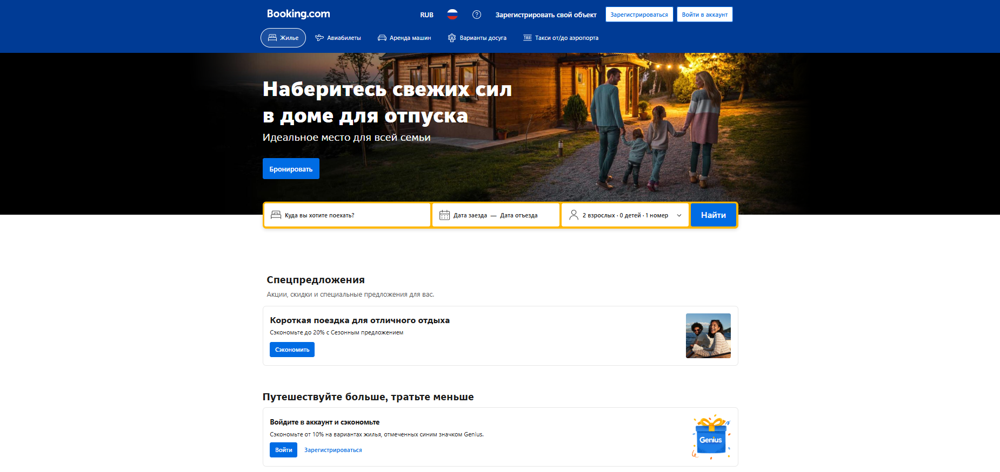 Booking.com
RUB
Зарегистрировать свой объект
Зарегистрироваться
Войти в аккаунт
Жилье
Авиабилеты
Аренда машин
Варианты досуга
TAXI
Такси от/до аэропорта
Наберитесь свежих сил
в доме для отпуска
Идеальное место для всей семьи
Бронировать
Куда вы хотите поехать?
Дата заезда — Дата отъезда
2 взрослых · 0 детей · 1 номер
Найти
Спецпредложения
Акции, скидки и специальные предложения для вас.
Короткая поездка для отличного отдыха
Сэкономьте до 20% с Сезонным предложением
Сэкономить
Путешествуйте больше, тратьте меньше
Войдите в аккаунт и сэкономьте
Сэкономьте от 10% на вариантах жилья, отмеченных синим значком Genius.
Войти
Зарегистрироваться
Genius